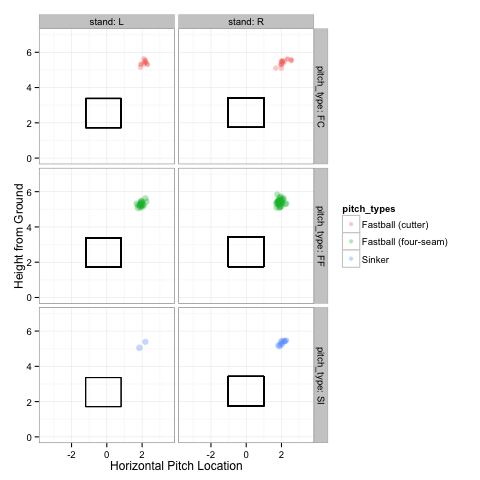 stand: L
stand: R
6
4
2
0
pitch_type: FC
6
4
2
0
pitch_type: FF
6
4
2
0
pitch_type: SI
-2
0
2
-2
0
2
Horizontal Pitch Location
Height from Ground
pitch_types
Fastball (cutter)
Fastball (four-seam)
Sinker